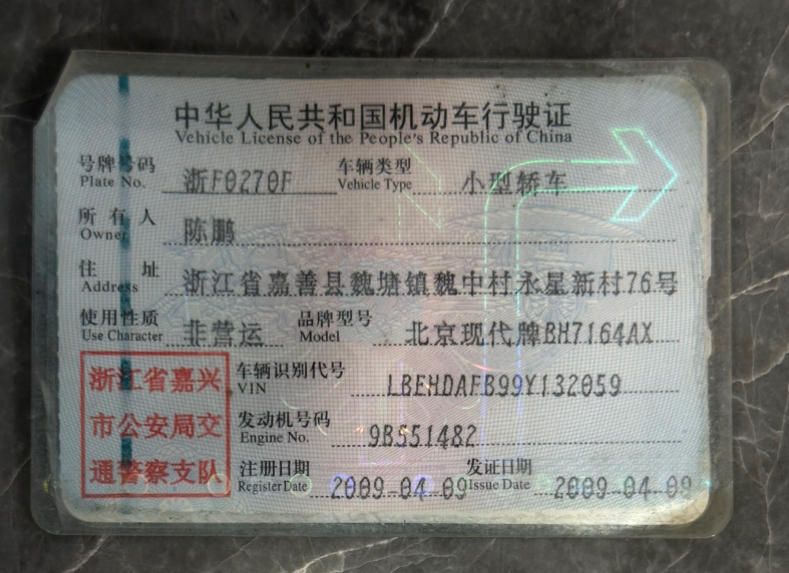 中华人民共和国机动车行驶证
Vehicle License of the People's Republic of China
号牌号码 浙F0270F 车辆类型 小型轿车
Plate No. Vehicle Type
所有人 陈鹏
Owner
住址 浙江省嘉善县魏塘镇魏中村永星新村76号
Address
使用性质 非营运 品牌型号 北京现代牌BH7164AX
Use Character Model
浙江省嘉兴
市公安局交
通警察支队
车辆识别代号 LBEHDAFB99Y132059
VIN
发动机号码 9B551482
Engine No.
注册日期 2009-04-09 发证日期 2009-04-09
Register Date Issue Date